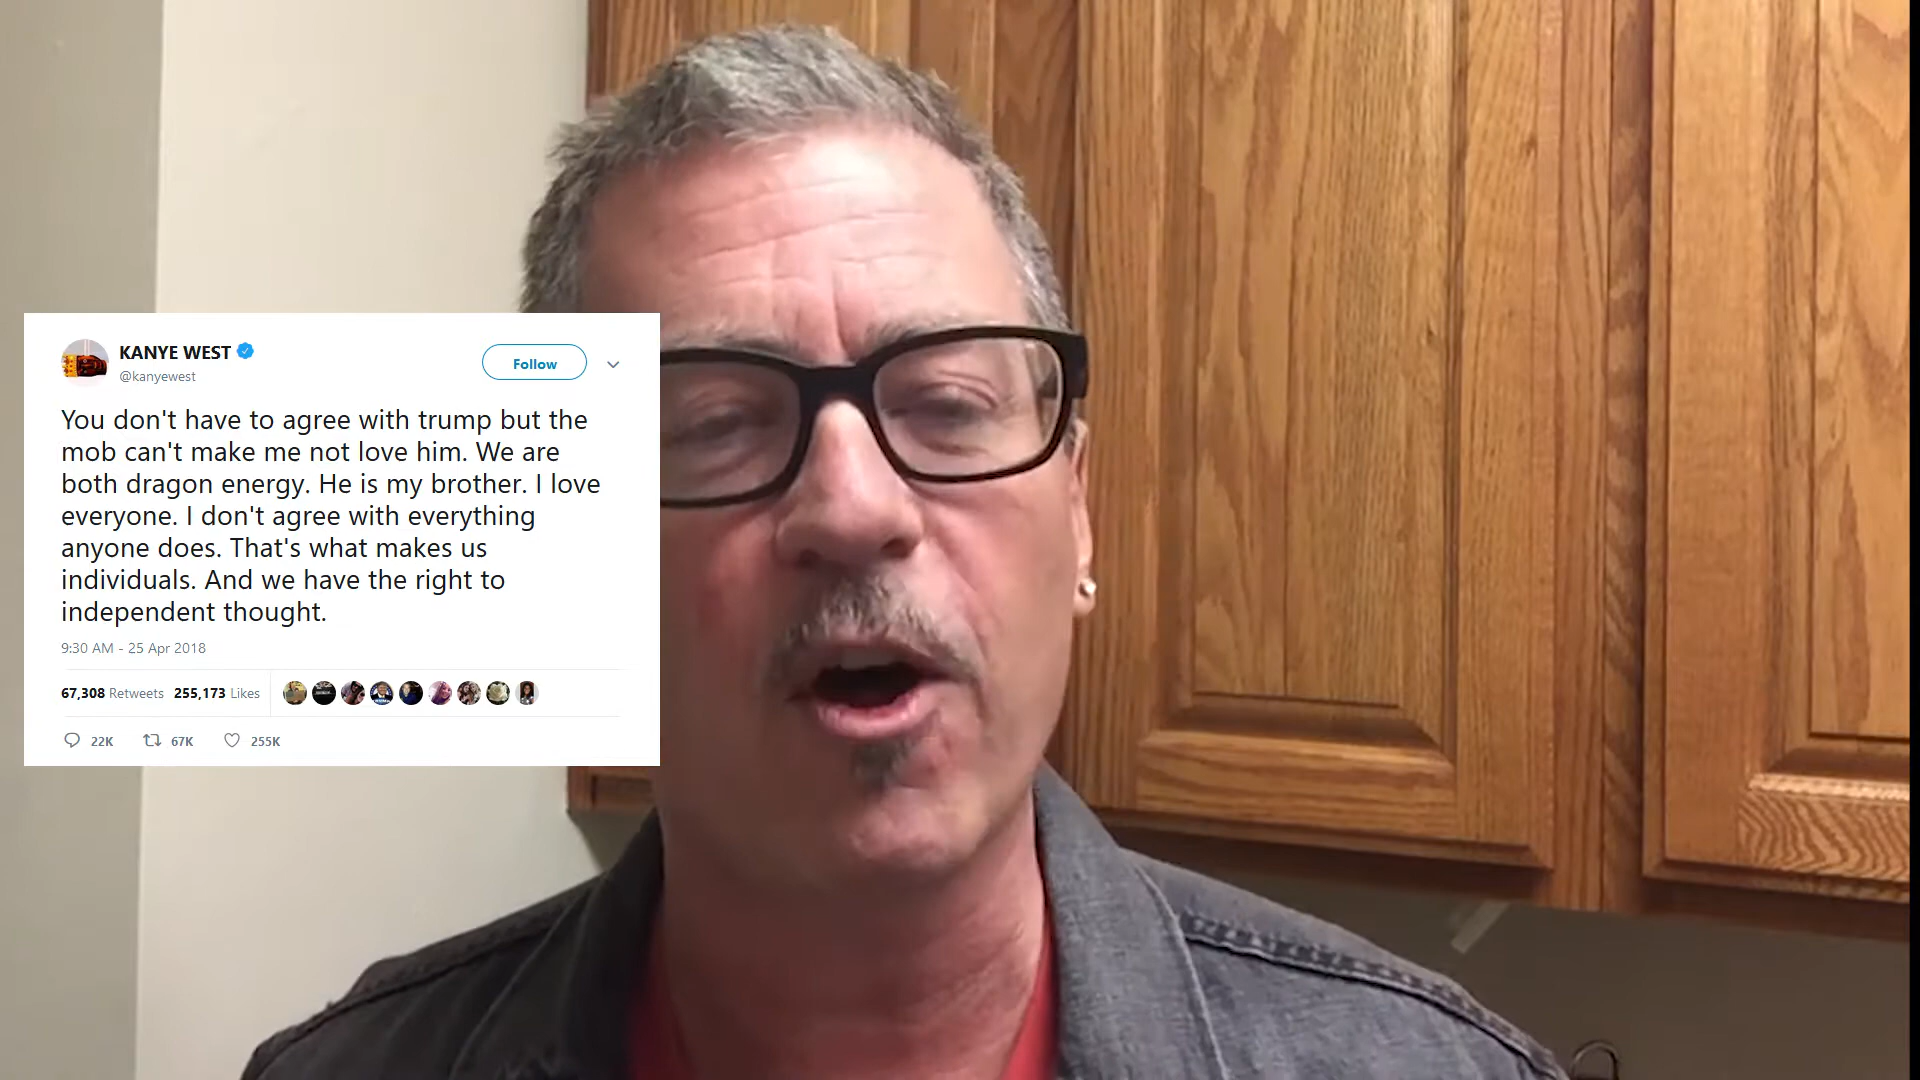 KANYE WEST
@kanyewest
Follow
You don't have to agree with trump but the
mob can't make me not love him. We are
both dragon energy. He is my brother. I love
everyone. I don't agree with everything
anyone does. That's what makes us
individuals. And we have the right to
independent thought.
9:30 AM - 25 Apr 2018
67,308 Retweets 255,173 Likes
22K 67K 255K